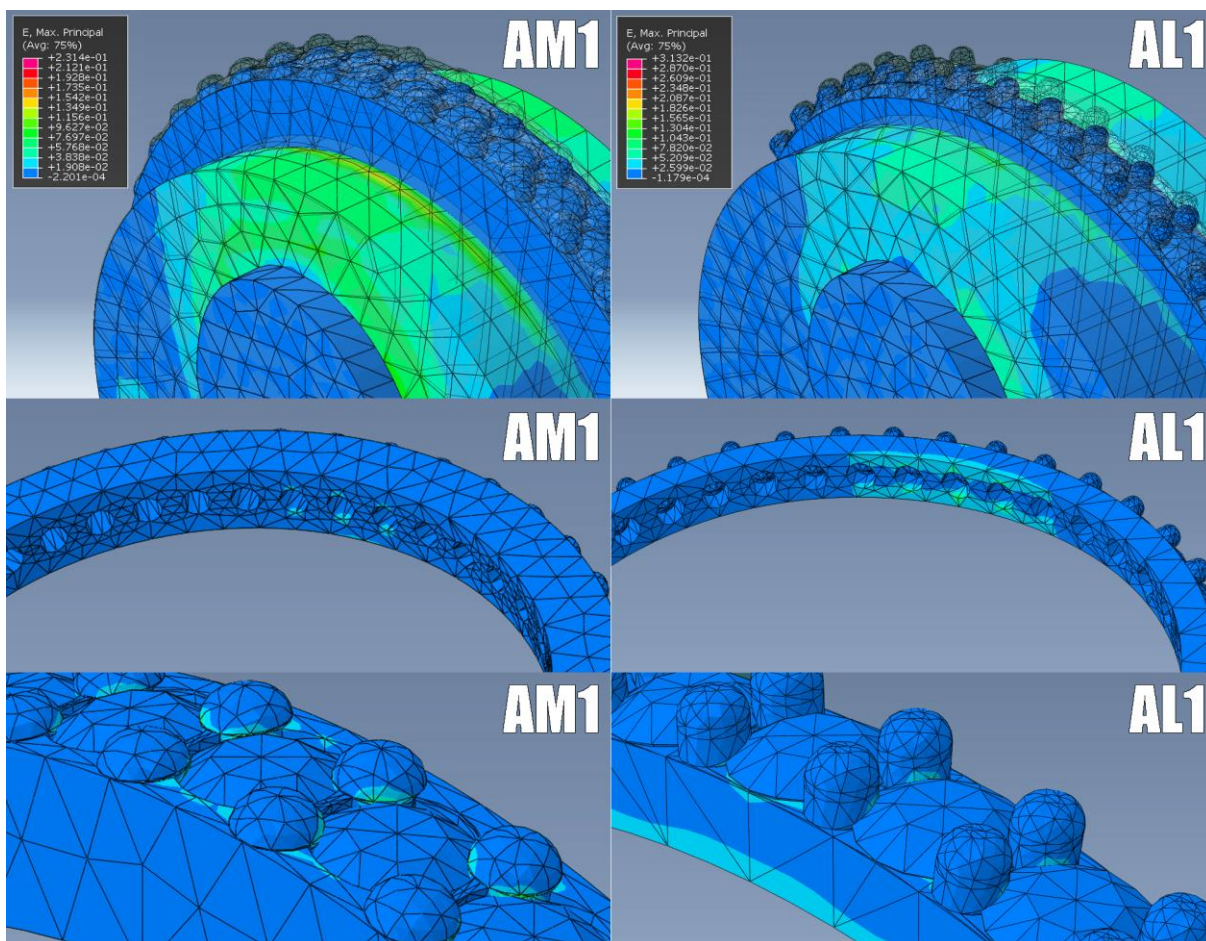 E, Max. Principal
(Avg: 75%)
+2.314e-01
+2.121e-01
+1.928e-01
+1.735e-01
+1.542e-01
+1.349e-01
+1.156e-01
+9.627e-02
+7.697e-02
+5.768e-02
+3.838e-02
+1.908e-02
-2.201e-04
AM1
E, Max. Principal
(Avg: 75%)
+3.132e-01
+2.870e-01
+2.609e-01
+2.348e-01
+2.087e-01
+1.826e-01
+1.565e-01
+1.304e-01
+1.043e-01
+7.820e-02
+5.209e-02
+2.599e-02
-1.179e-04
AL1
AM1
AL1
AM1
AL1